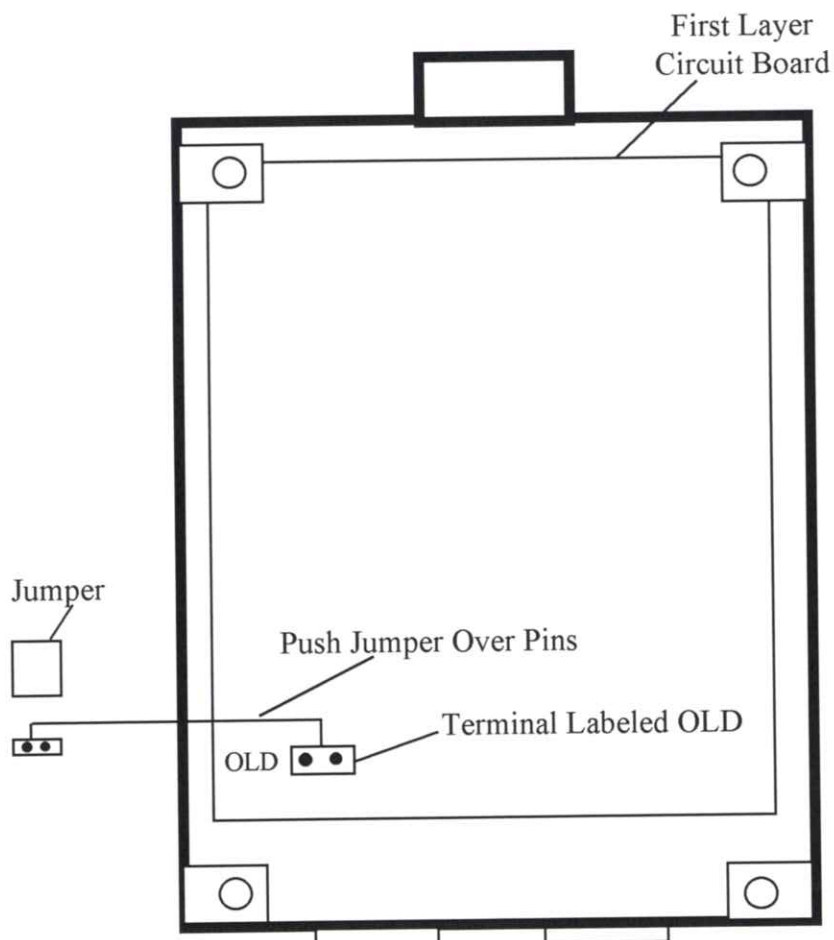 First Layer
Circuit Board
Jumper
Push Jumper Over Pins
Terminal Labeled OLD
OLD